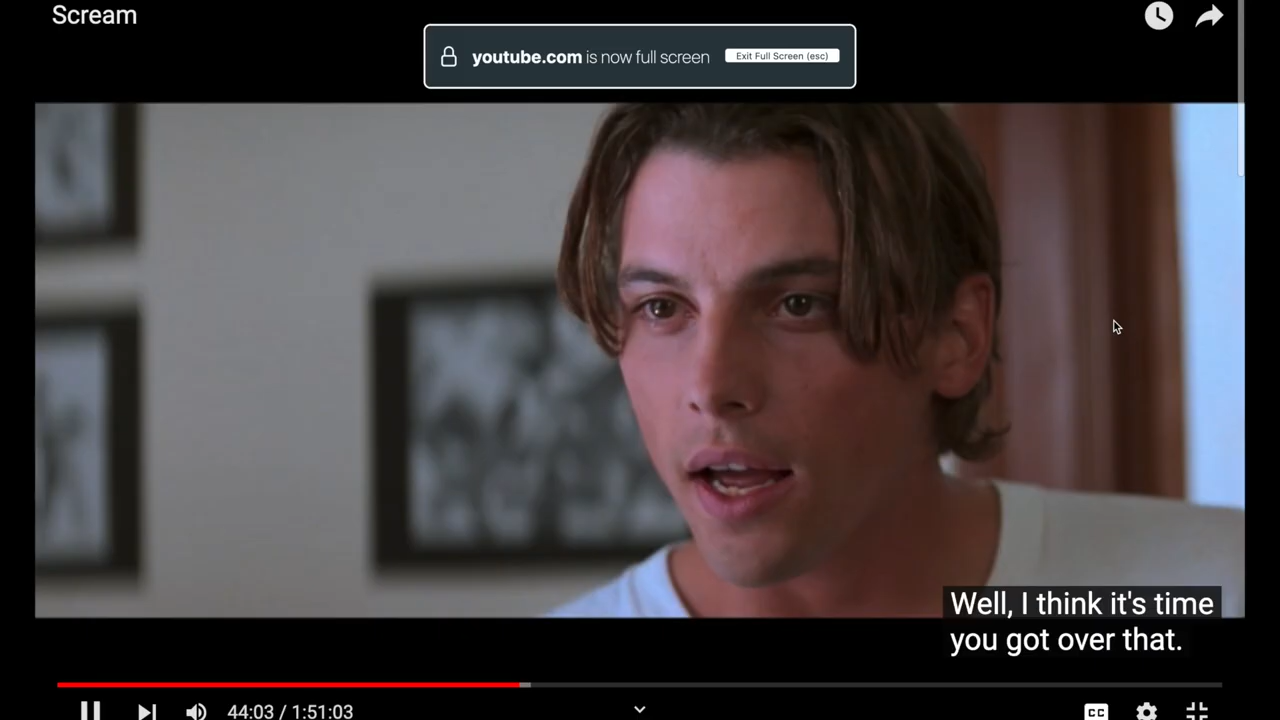 Scream
youtube.com is now full screen Exit Full Screen (esc)
Well, I think it's time
you got over that.
44:03 / 1:51:03
CC